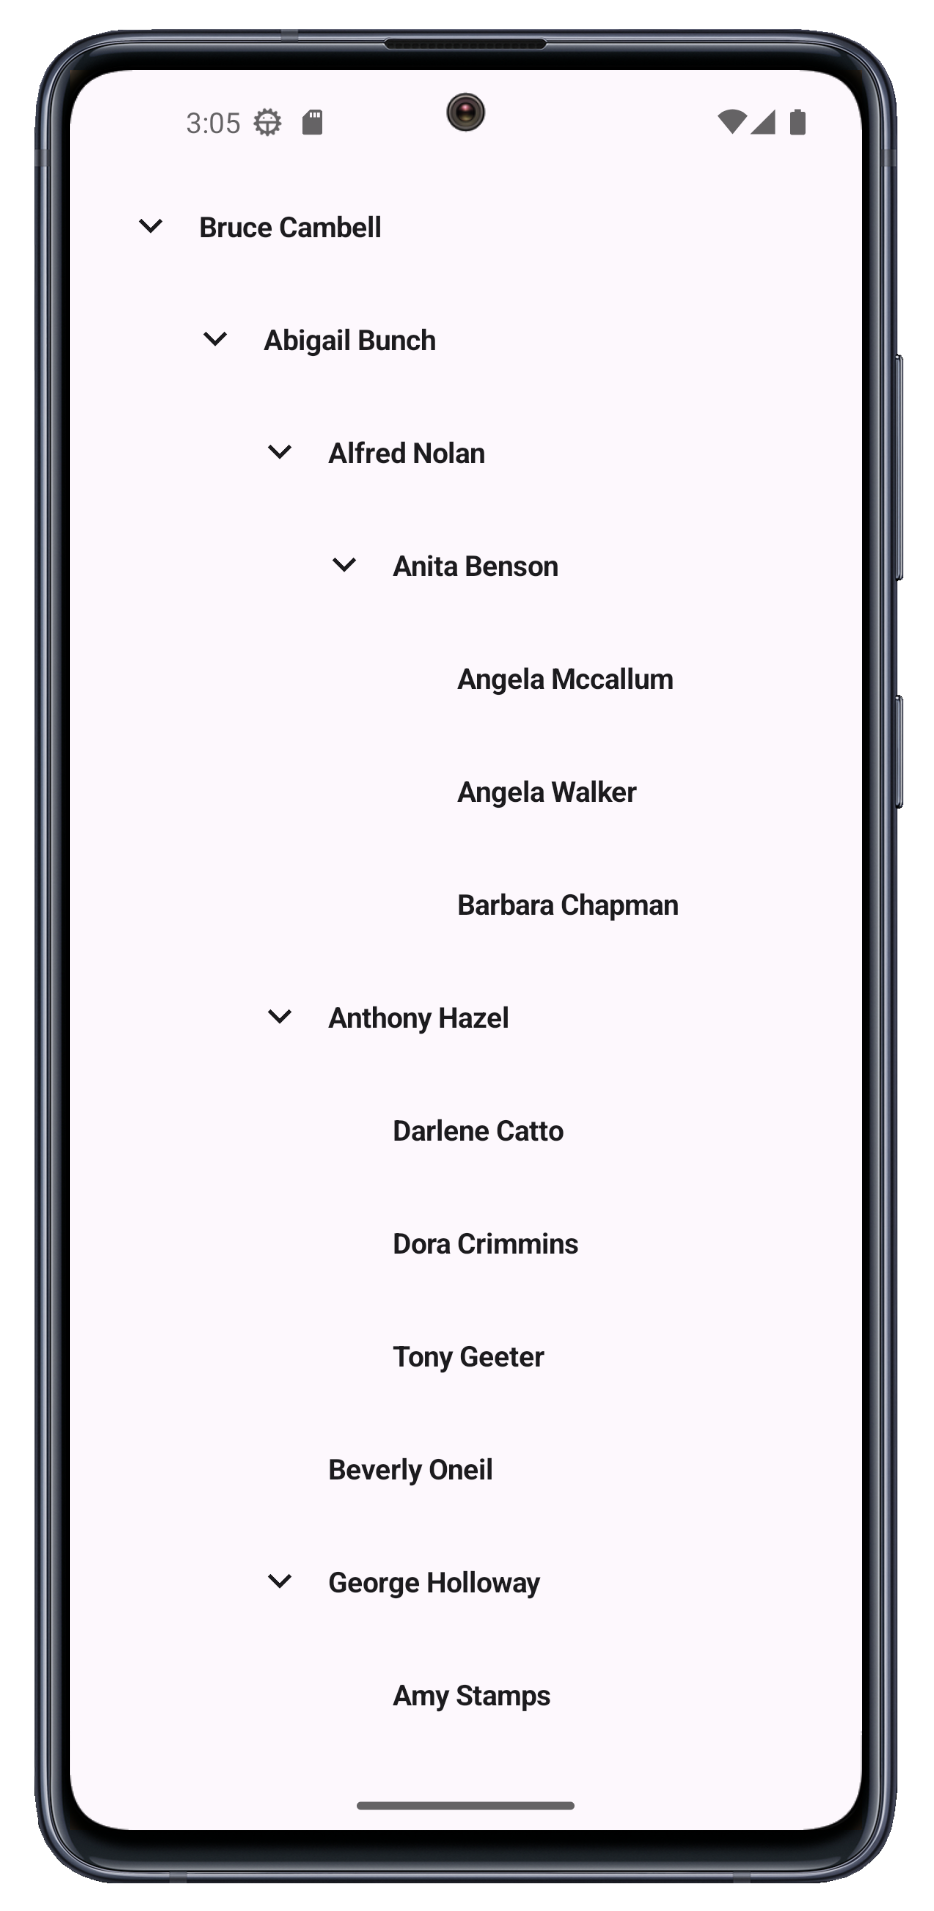 3:05
Bruce Cambell
Abigail Bunch
Alfred Nolan
Anita Benson
Angela Mccallum
Angela Walker
Barbara Chapman
Anthony Hazel
Darlene Catto
Dora Crimmins
Tony Geeter
Beverly Oneil
George Holloway
Amy Stamps